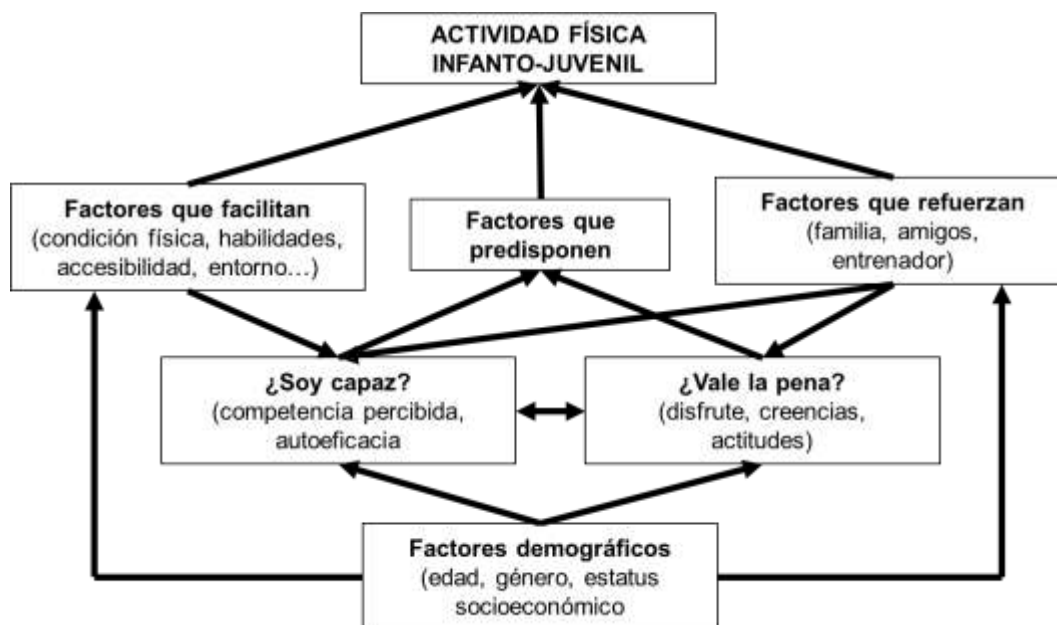 ACTIVIDAD FÍSICA
INFANTO-JUVENIL
Factores que facilitan
(condición física, habilidades,
accesibilidad, entorno…)
Factores que
predisponen
Factores que refuerzan
(familia, amigos,
entrenador)
¿Soy capaz?
(competencia percibida,
autoeficacia
¿Vale la pena?
(disfrute, creencias,
actitudes)
Factores demográficos
(edad, género, estatus
socioeconómico